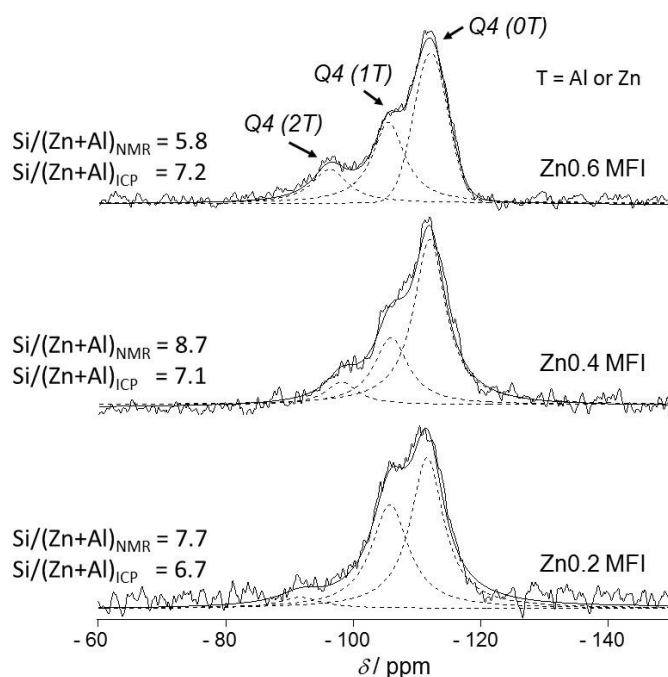 Q4 (0T)
Q4 (1T)
T = Al or Zn
Q4 (2T)
Si/(Zn+Al)NMR = 5.8
Si/(Zn+Al)ICP = 7.2
Zn0.6 MFI
Si/(Zn+Al)NMR = 8.7
Si/(Zn+Al)ICP = 7.1
Zn0.4 MFI
Si/(Zn+Al)NMR = 7.7
Si/(Zn+Al)ICP = 6.7
Zn0.2 MFI
- 60 - 80 - 100 - 120 - 140
δ / ppm